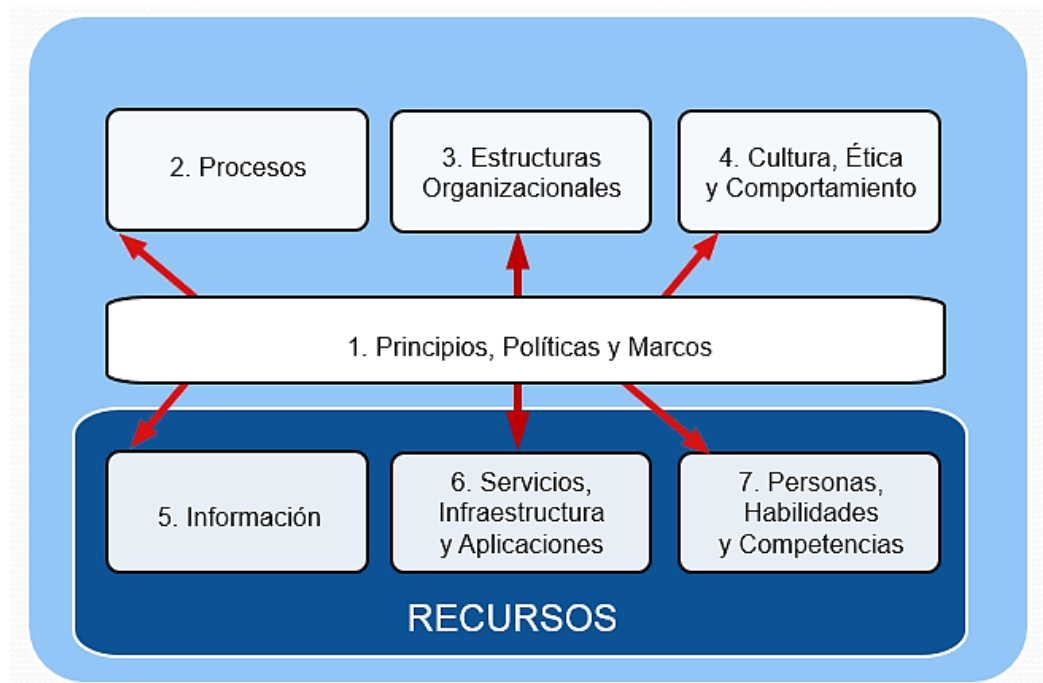 2. Procesos
3. Estructuras
Organizacionales
4. Cultura, Ética
y Comportamiento
1. Principios, Políticas y Marcos
5. Información
6. Servicios,
Infraestructura
y Aplicaciones
7. Personas,
Habilidades
y Competencias
RECURSOS